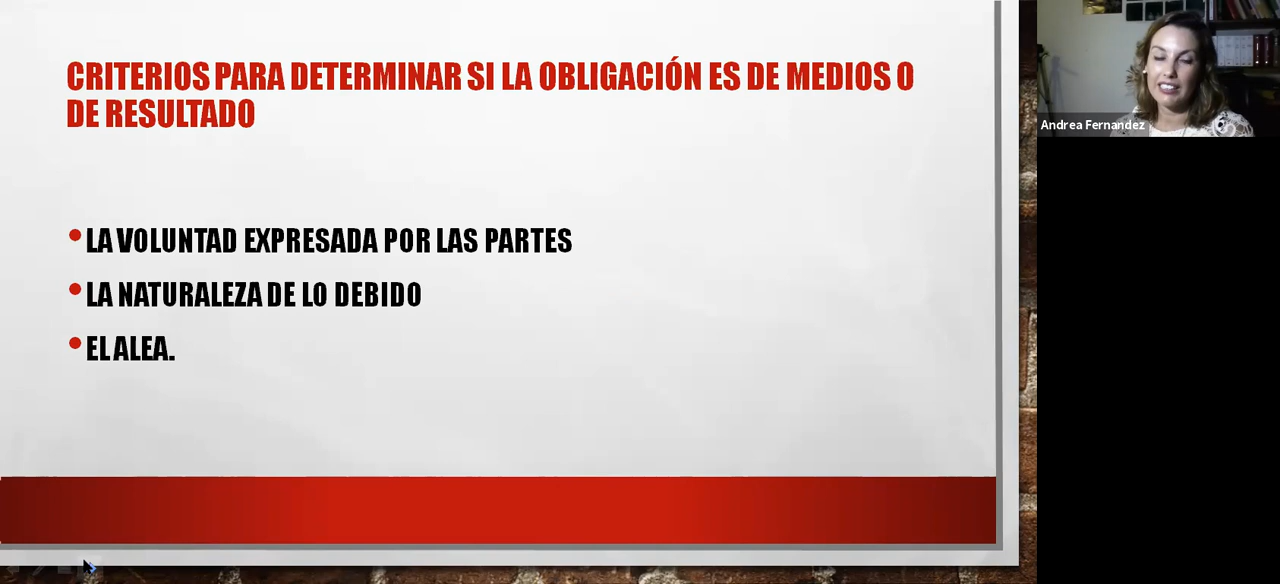 CRITERIOS PARA DETERMINAR SI LA OBLIGACIÓN ES DE MEDIOS O
DE RESULTADO
• LA VOLUNTAD EXPRESADA POR LAS PARTES
• LA NATURALEZA DE LO DEBIDO
• EL ALEA.
Andrea Fernandez